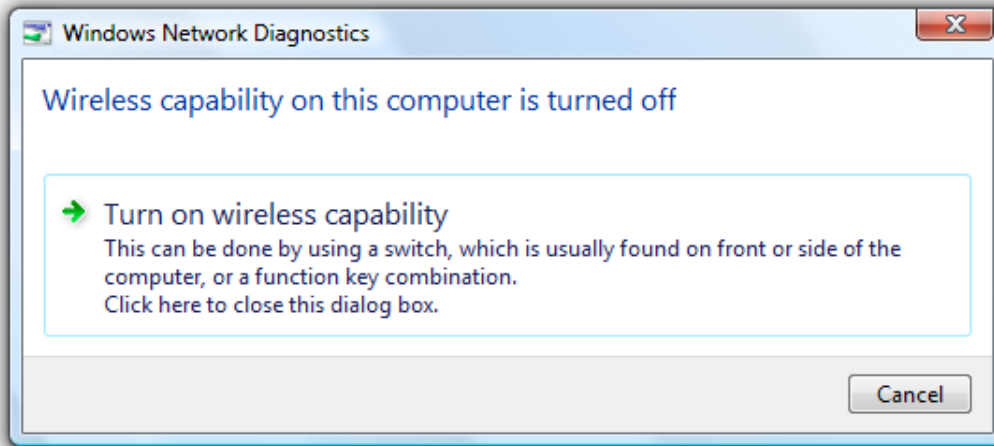 Windows Network Diagnostics
Wireless capability on this computer is turned off
Turn on wireless capability
This can be done by using a switch, which is usually found on front or side of the
computer, or a function key combination.
Click here to close this dialog box.
Cancel